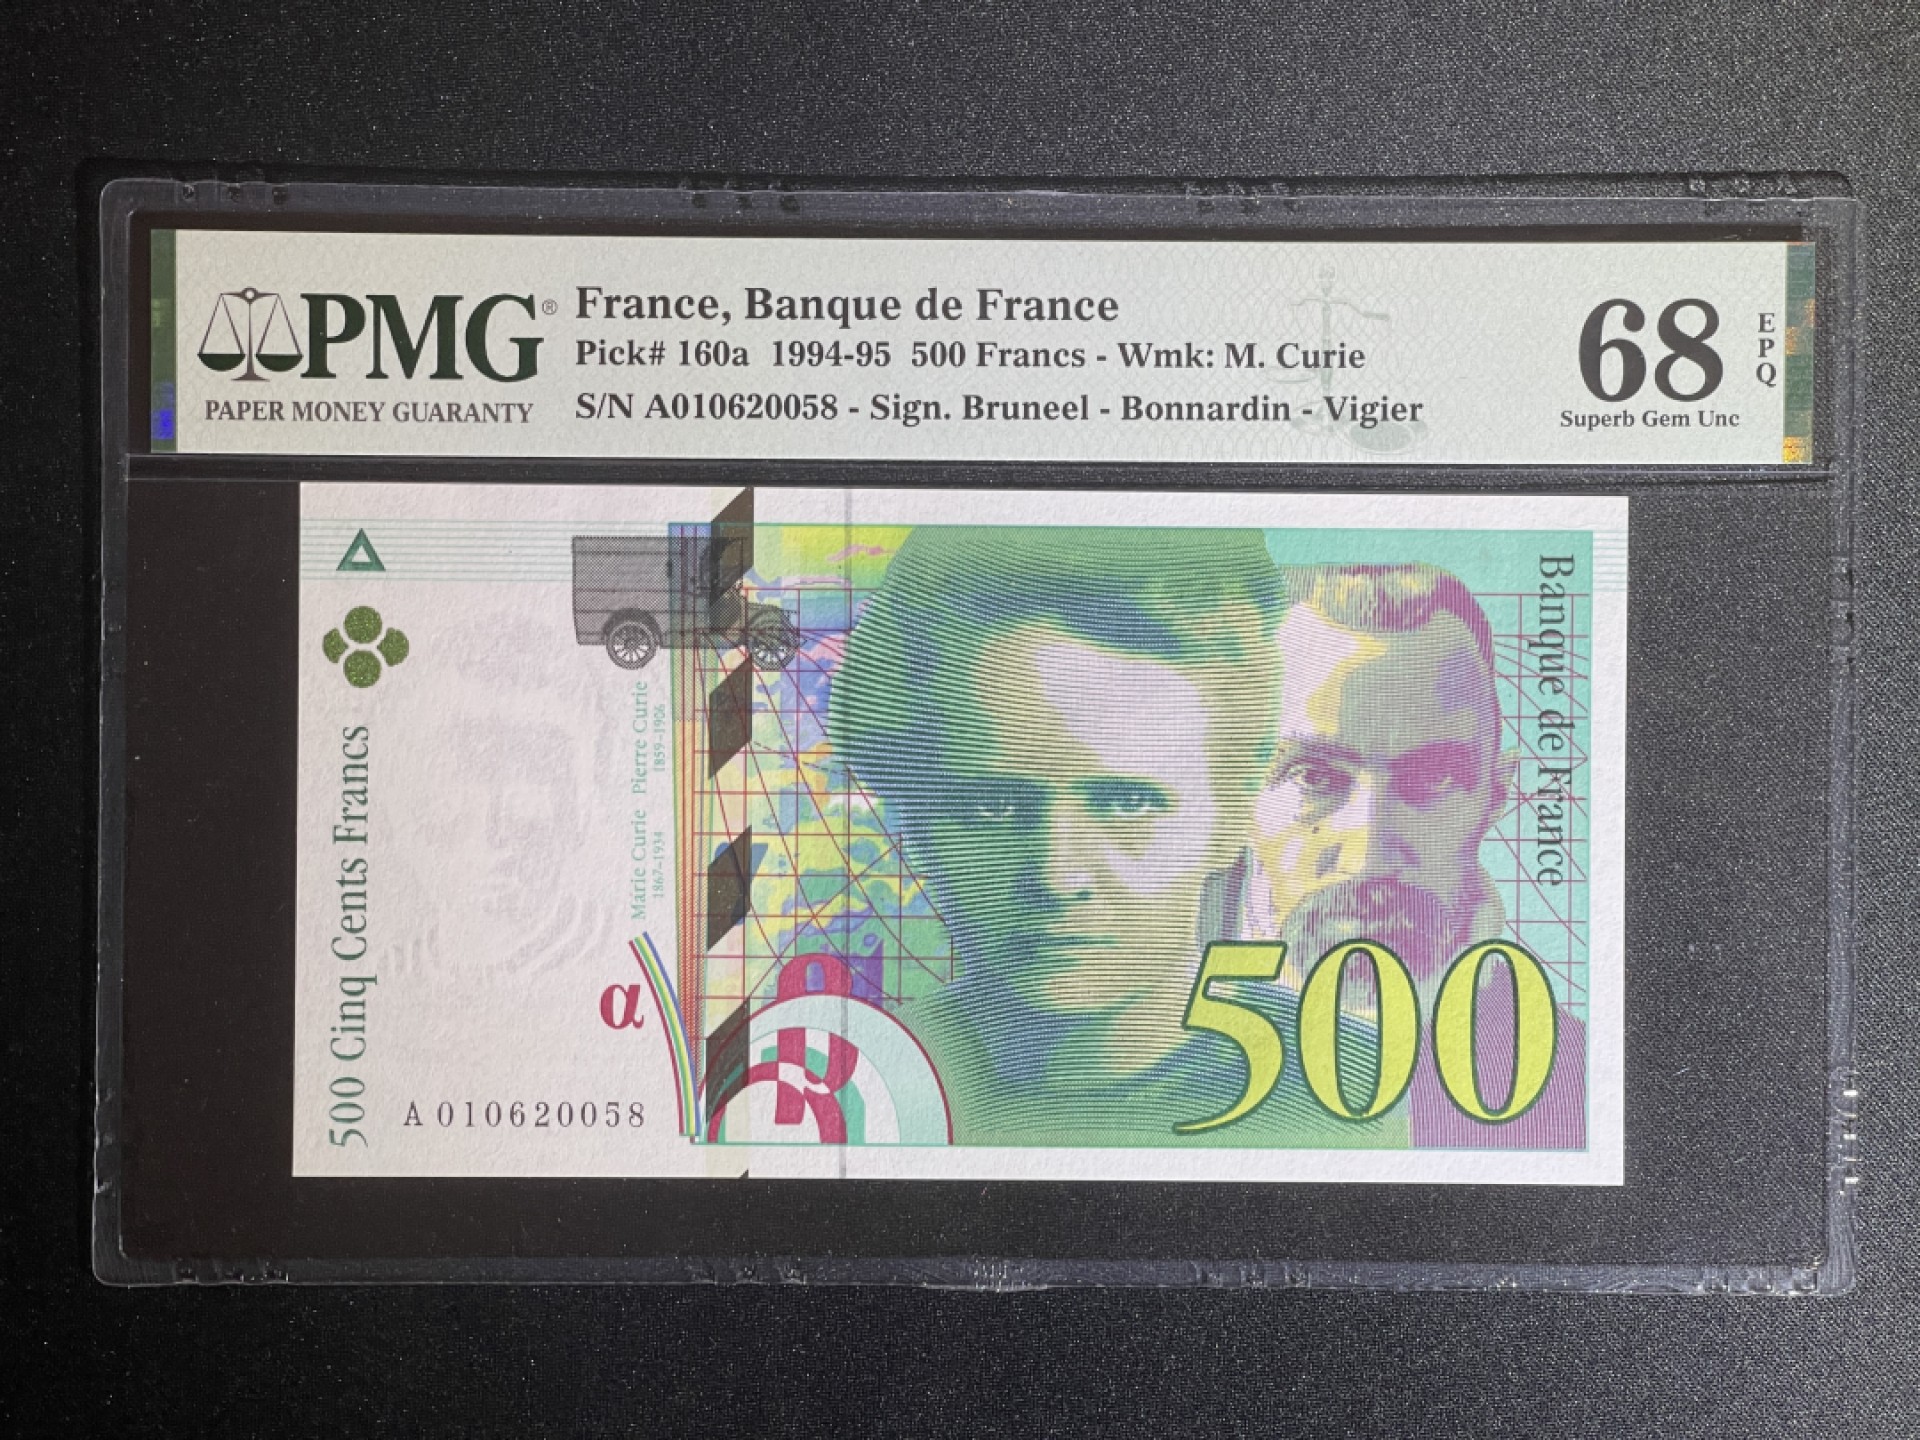 PMG®
PAPER MONEY GUARANTY
France, Banque de France
Pick# 160a 1994-95 500 Francs - Wmk: M. Curie
S/N A010620058 - Sign. Bruneel - Bonnardin - Vigier
68
EPQ
Superb Gem Unc
500 Cinq Cents Francs
Marie Curie Pierre Curie
1867-1934 1859-1906
α
A 010620058
Banque de France
500